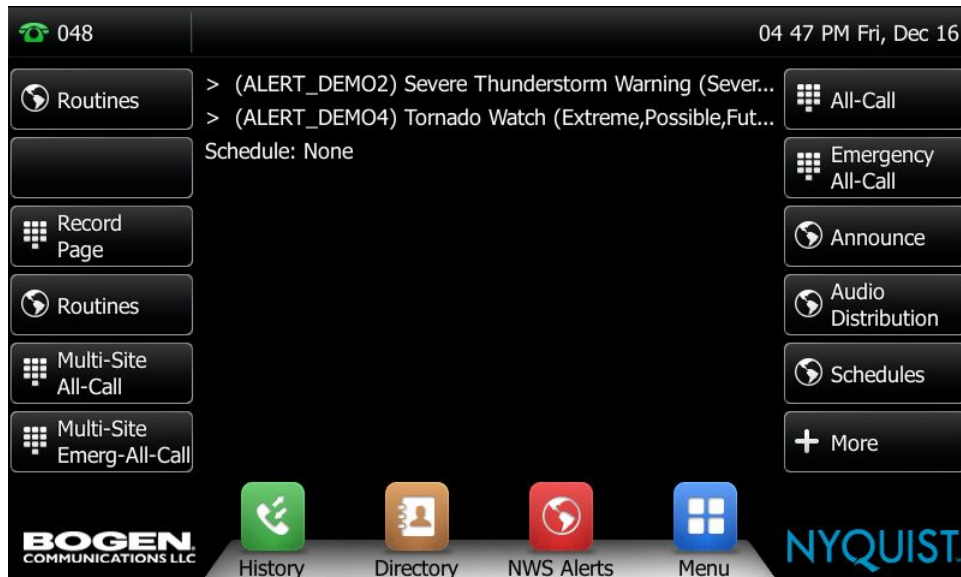 048
04 47 PM Fri, Dec 16
Routines
Record
Page
Routines
Multi-Site
All-Call
Multi-Site
Emerg-All-Call
> (ALERT_DEMO2) Severe Thunderstorm Warning (Sever...
> (ALERT_DEMO4) Tornado Watch (Extreme,Possible,Fut...
Schedule: None
All-Call
Emergency
All-Call
Announce
Audio
Distribution
Schedules
More
BOGEN
COMMUNICATIONS LLC
History
Directory
NWS Alerts
Menu
NYQUIST